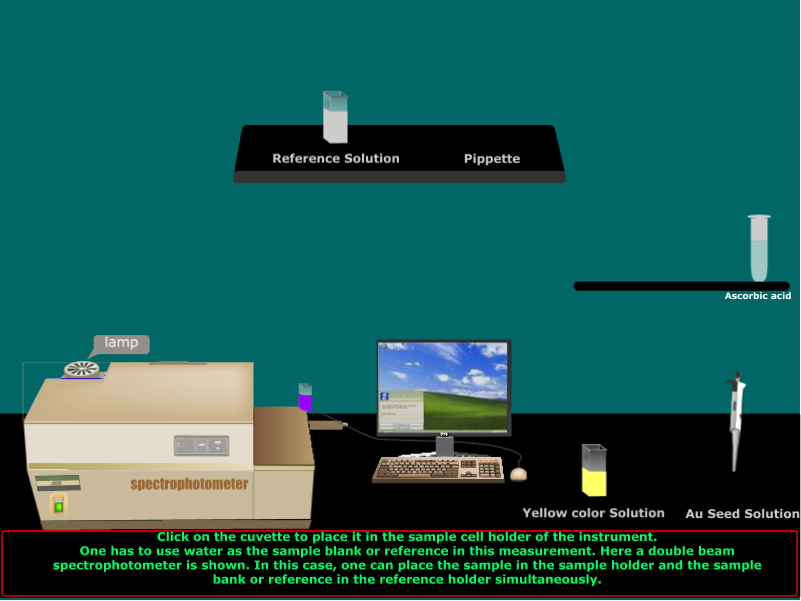 Reference Solution
Pippette
Ascorbic acid
lamp
spectrophotometer
Yellow color Solution
Au Seed Solution
Click on the cuvette to place it in the sample cell holder of the instrument.
One has to use water as the sample blank or reference in this measurement. Here a double beam
spectrophotometer is shown. In this case, one can place the sample in the sample holder and the sample
bank or reference in the reference holder simultaneously.